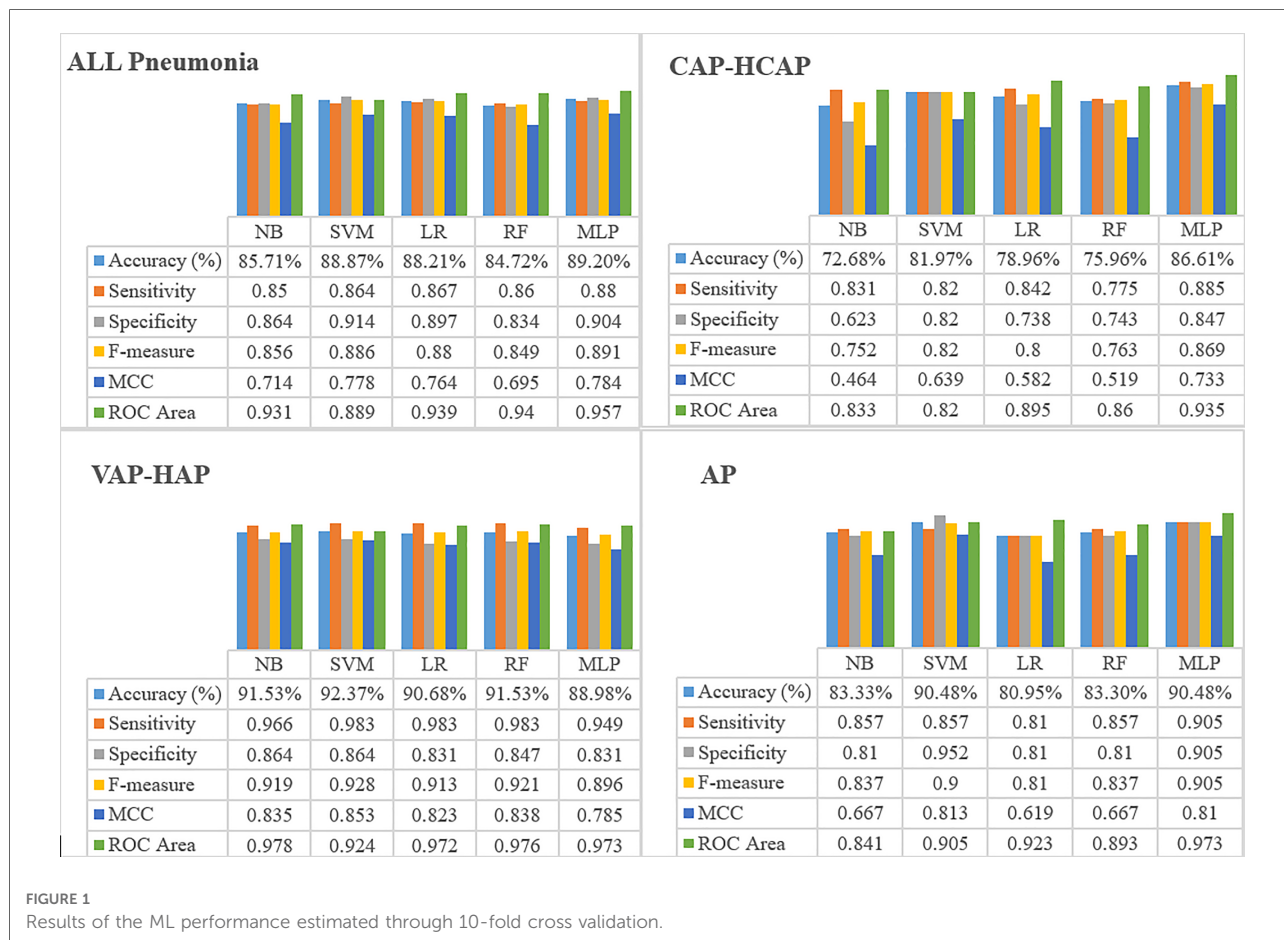 ALL Pneumonia
NB SVM LR RF MLP
Accuracy (%) 85.71% 88.87% 88.21% 84.72% 89.20%
Sensitivity 0.85 0.864 0.867 0.86 0.88
Specificity 0.864 0.914 0.897 0.834 0.904
F-measure 0.856 0.886 0.88 0.849 0.891
MCC 0.714 0.778 0.764 0.695 0.784
ROC Area 0.931 0.889 0.939 0.94 0.957
CAP-HCAP
NB SVM LR RF MLP
Accuracy (%) 72.68% 81.97% 78.96% 75.96% 86.61%
Sensitivity 0.831 0.82 0.842 0.775 0.885
Specificity 0.623 0.82 0.738 0.743 0.847
F-measure 0.752 0.82 0.8 0.763 0.869
MCC 0.464 0.639 0.582 0.519 0.733
ROC Area 0.833 0.82 0.895 0.86 0.935
VAP-HAP
NB SVM LR RF MLP
Accuracy (%) 91.53% 92.37% 90.68% 91.53% 88.98%
Sensitivity 0.966 0.983 0.983 0.983 0.949
Specificity 0.864 0.864 0.831 0.847 0.831
F-measure 0.919 0.928 0.913 0.921 0.896
MCC 0.835 0.853 0.823 0.838 0.785
ROC Area 0.978 0.924 0.972 0.976 0.973
AP
NB SVM LR RF MLP
Accuracy (%) 83.33% 90.48% 80.95% 83.30% 90.48%
Sensitivity 0.857 0.857 0.81 0.857 0.905
Specificity 0.81 0.952 0.81 0.81 0.905
F-measure 0.837 0.9 0.81 0.837 0.905
MCC 0.667 0.813 0.619 0.667 0.81
ROC Area 0.841 0.905 0.923 0.893 0.973
FIGURE 1
Results of the ML performance estimated through 10-fold cross validation.